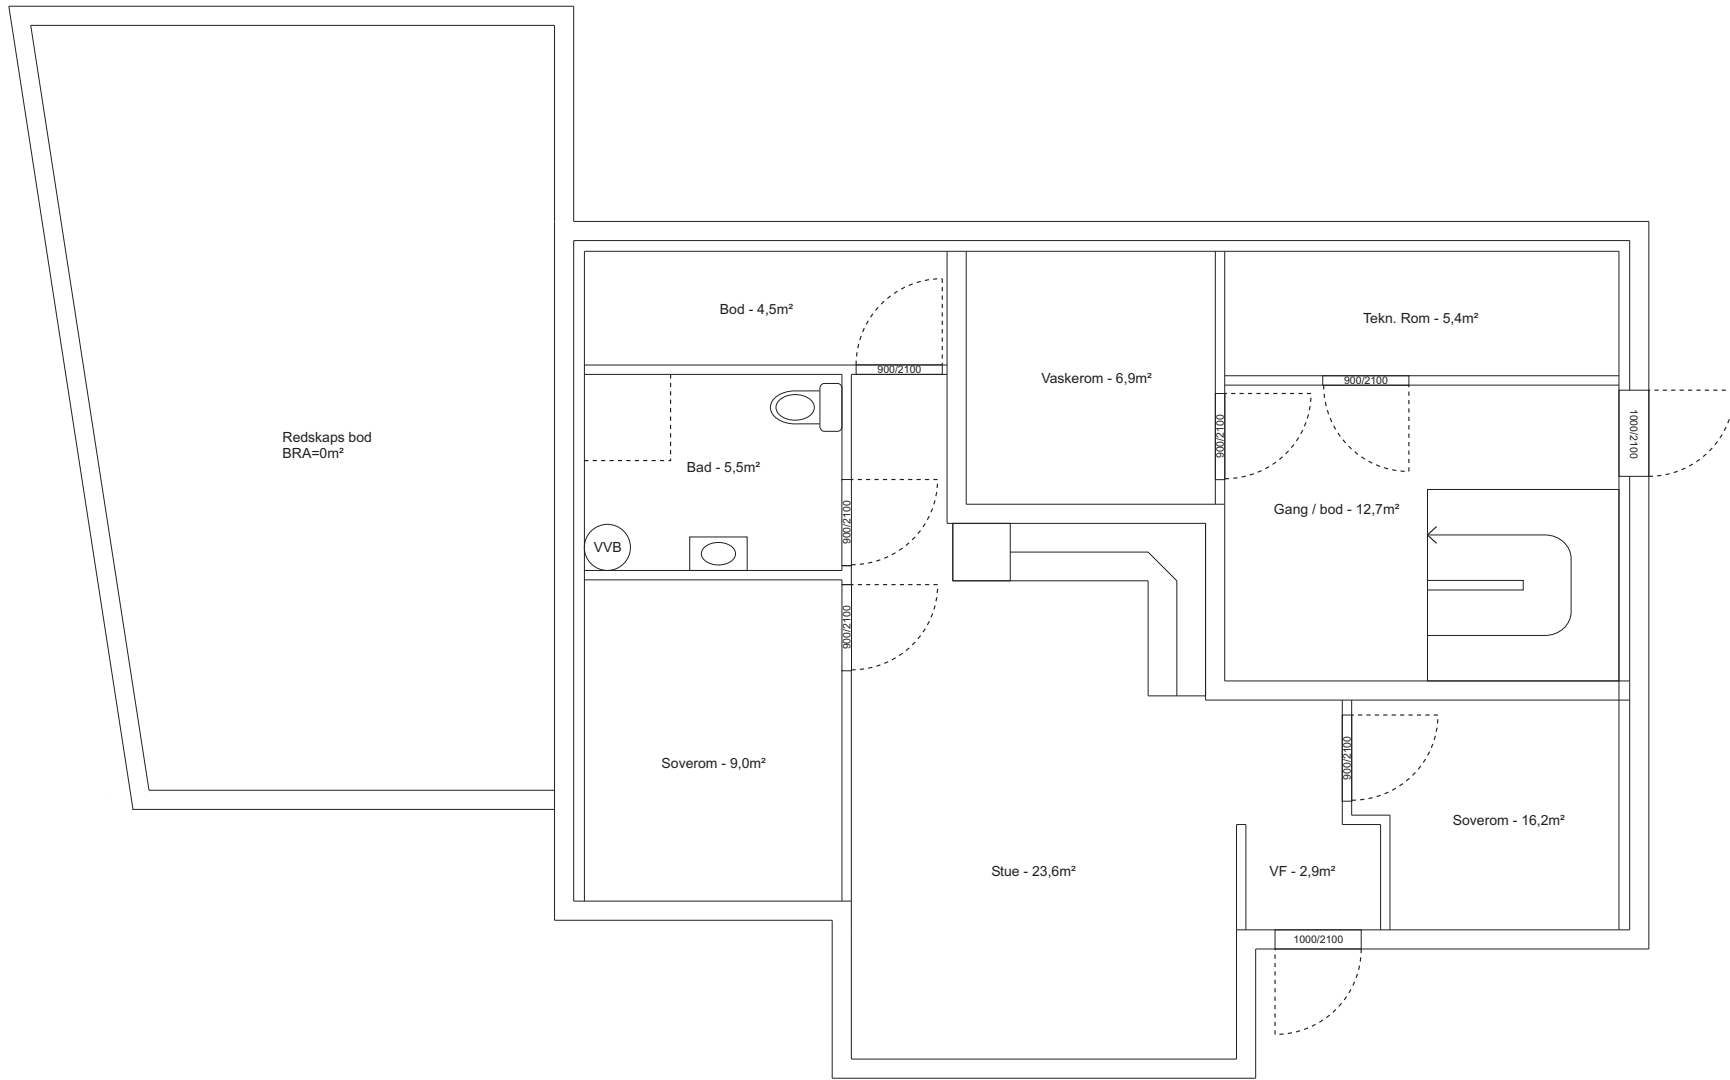 Bod - 4,5m²
Tekn. Rom - 5,4m²
900/2100
Vaskerom - 6,9m²
900/2100
Redskaps bod
BRA=0m²
1000/2100
900/2100
Bad - 5,5m²
Gang / bod - 12,7m²
900/2100
VVB
900/2100
Soverom - 9,0m²
900/2100
Soverom - 16,2m²
Stue - 23,6m²
VF - 2,9m²
1000/2100